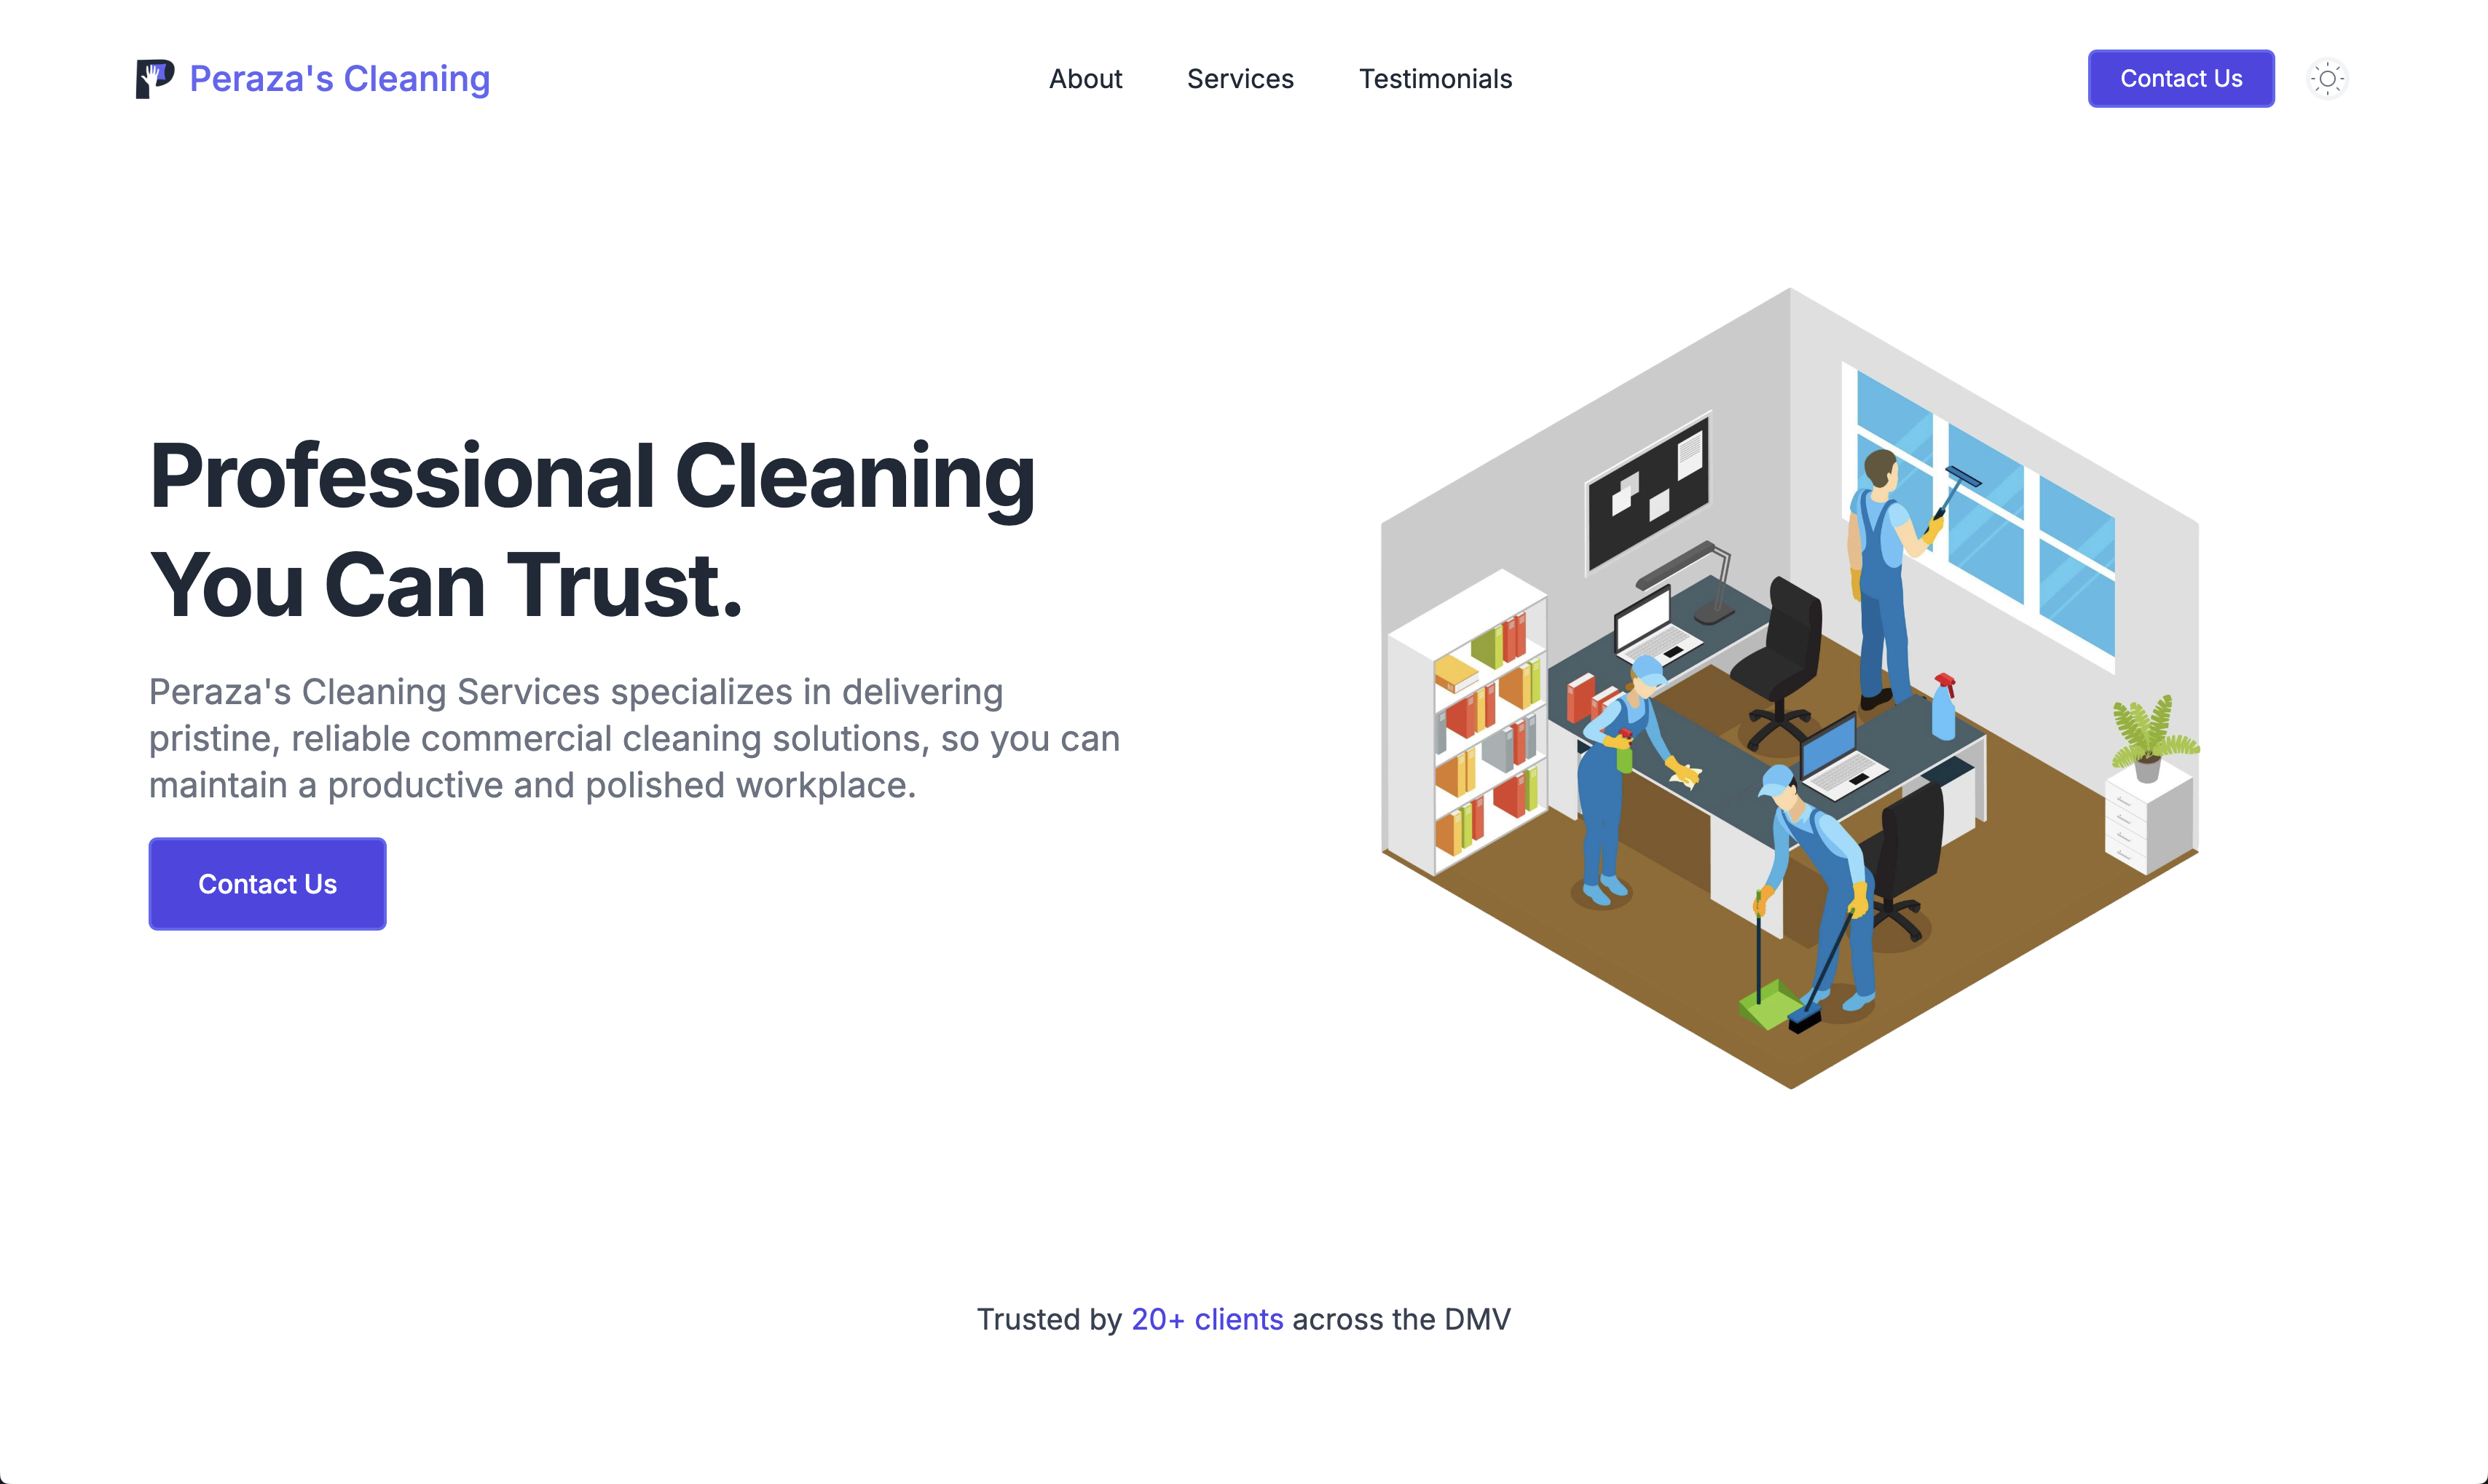 Peraza's Cleaning
About
Services
Testimonials
Contact Us
Professional Cleaning
You Can Trust.
Peraza's Cleaning Services specializes in delivering
pristine, reliable commercial cleaning solutions, so you can
maintain a productive and polished workplace.
Contact Us
Trusted by 20+ clients across the DMV